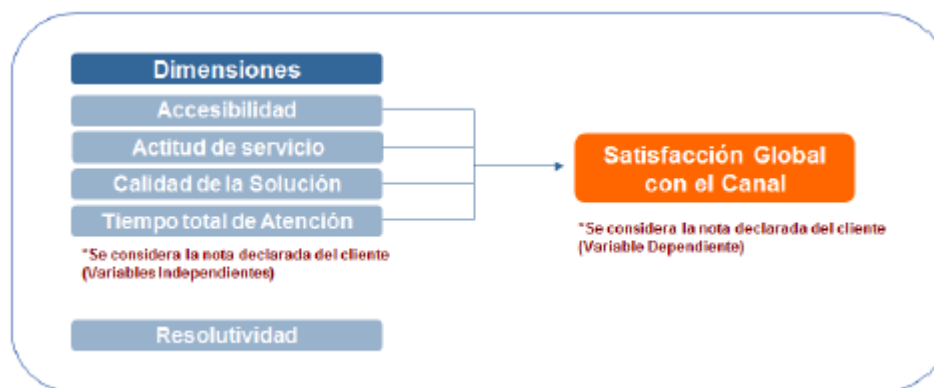 Dimensiones
Accesibilidad
Actitud de servicio
Calidad de la Solución
Tiempo total de Atención
*Se considera la nota declarada del cliente
(Variables Independientes)
Resolutividad
Satisfacción Global
con el Canal
*Se considera la nota declarada del cliente
(Variable Dependiente)